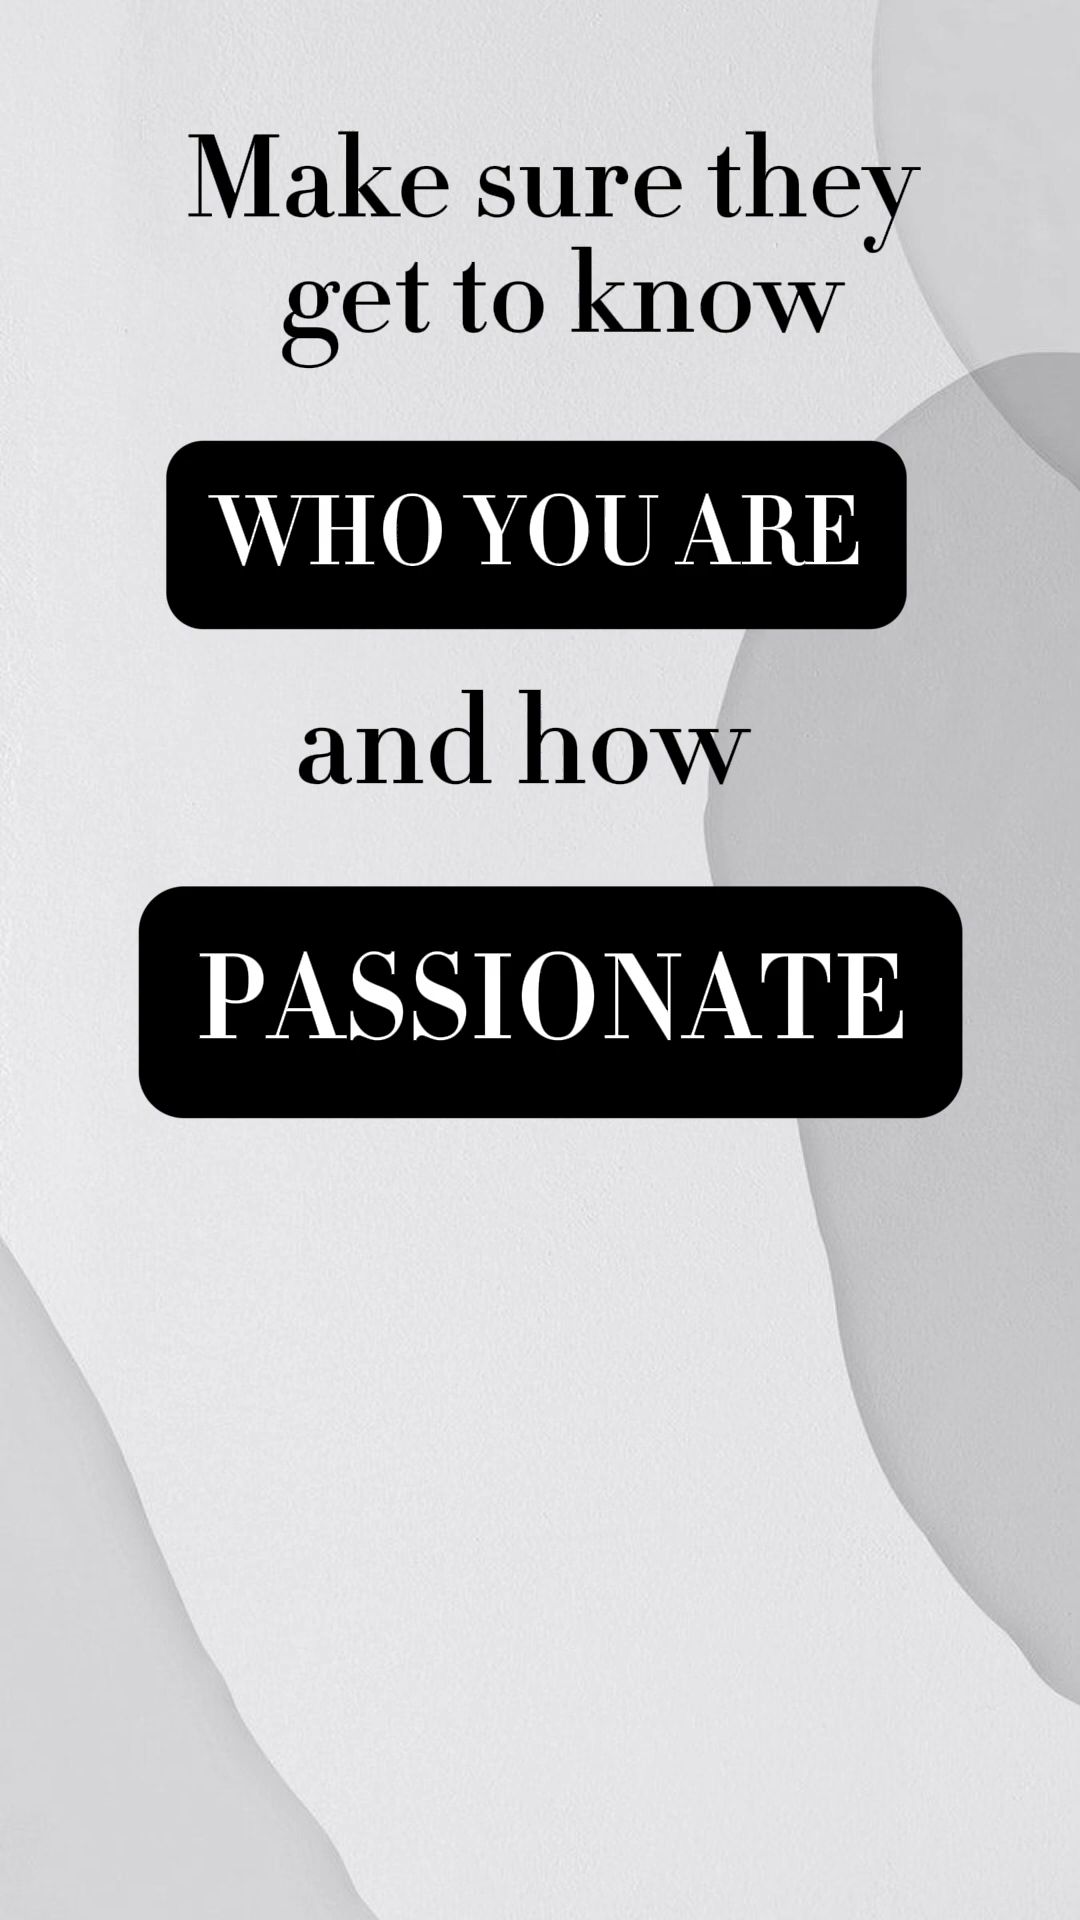 Make sure they
get to know
WHO YOU ARE
and how
PASSIONATE